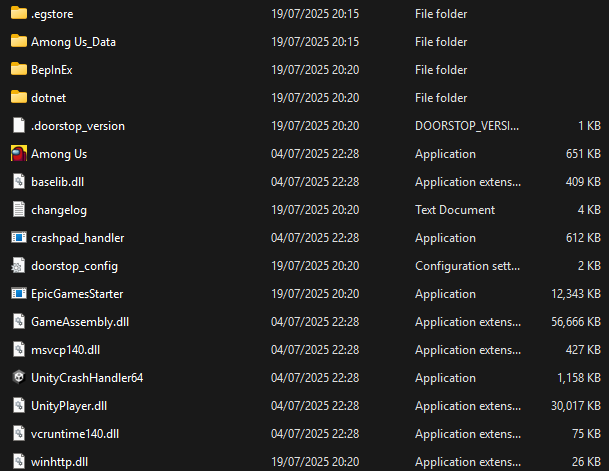 .egstore 19/07/2025 20:15 File folder
Among Us_Data 19/07/2025 20:15 File folder
BepInEx 19/07/2025 20:20 File folder
dotnet 19/07/2025 20:20 File folder
.doorstop_version 19/07/2025 20:20 DOORSTOP_VERSI... 1 KB
Among Us 04/07/2025 22:28 Application 651 KB
baselib.dll 04/07/2025 22:28 Application extens... 409 KB
changelog 19/07/2025 20:20 Text Document 4 KB
crashpad_handler 04/07/2025 22:28 Application 612 KB
doorstop_config 19/07/2025 20:20 Configuration sett... 2 KB
EpicGamesStarter 19/07/2025 20:20 Application 12,343 KB
GameAssembly.dll 04/07/2025 22:28 Application extens... 56,666 KB
msvcp140.dll 04/07/2025 22:28 Application extens... 427 KB
UnityCrashHandler64 04/07/2025 22:28 Application 1,158 KB
UnityPlayer.dll 04/07/2025 22:28 Application extens... 30,017 KB
vcruntime140.dll 04/07/2025 22:28 Application extens... 75 KB
winhttp.dll 19/07/2025 20:20 Application extens... 26 KB